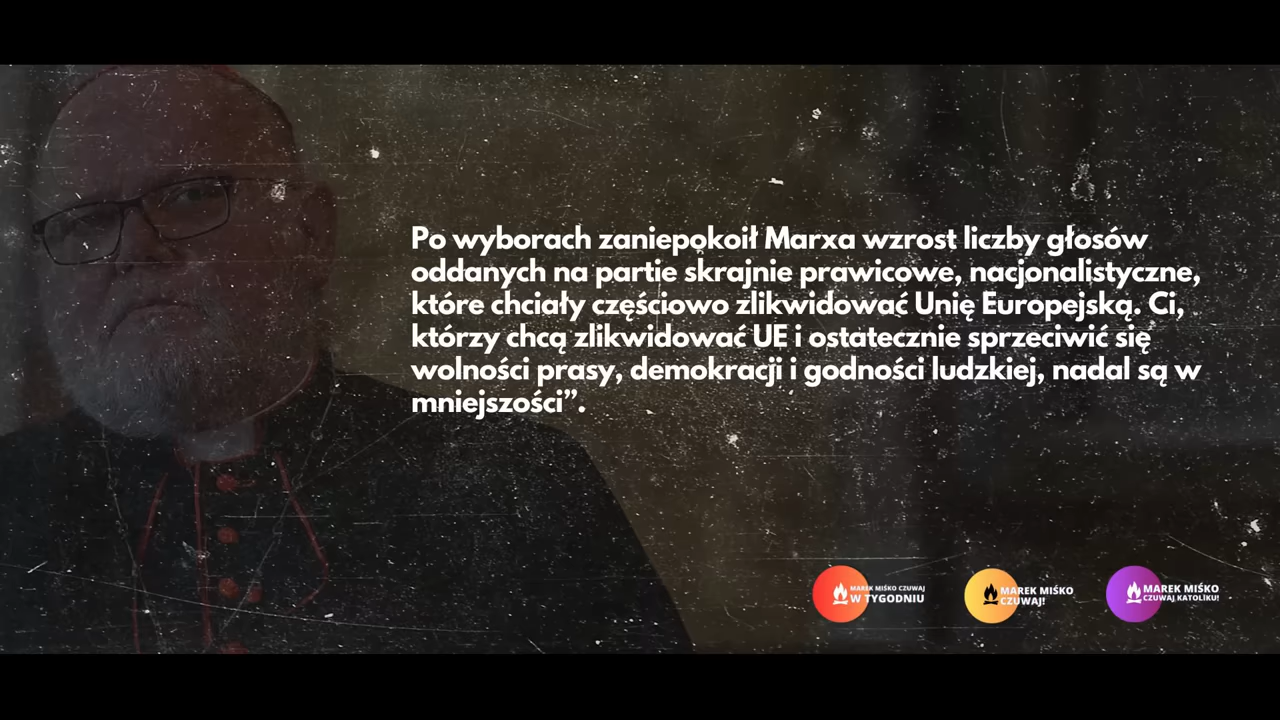 Po wyborach zaniepokoił Marxa wzrost liczby głosów
oddanych na partie skrajnie prawicowe, nacjonalistyczne,
które chciały częściowo zlikwidować Unię Europejską. Ci,
którzy chcą zlikwidować UE i ostatecznie sprzeciwić się
wolności prasy, demokracji i godności ludzkiej, nadal są w
mniejszości”.
MAREK MIŚKO CZUWAJ
W TYGODNIU
MAREK MIŚKO
CZUWAJ!
MAREK MIŚKO
CZUWAJ KATOLIKU!